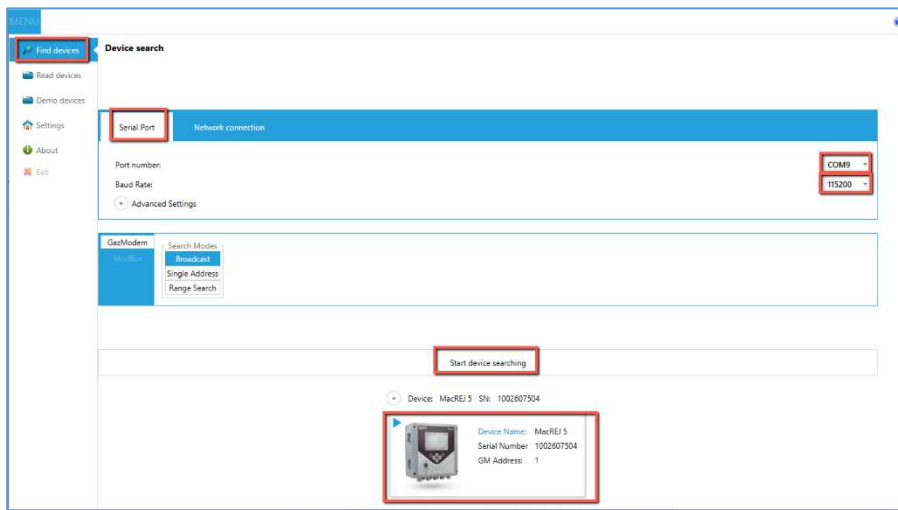 MENU
Find devices
Read devices
Demo devices
Settings
About
Exit
Device search
Serial Port Network connection
Port number: COM9
Baud Rate: 115200
Advanced Settings
GazModem
ModBus
Search Modes
Broadcast
Single Address
Range Search
Start device searching
Device: MacREJ 5 SN: 1002607504
Device Name: MacREJ 5
Serial Number 1002607504
GM Address: 1